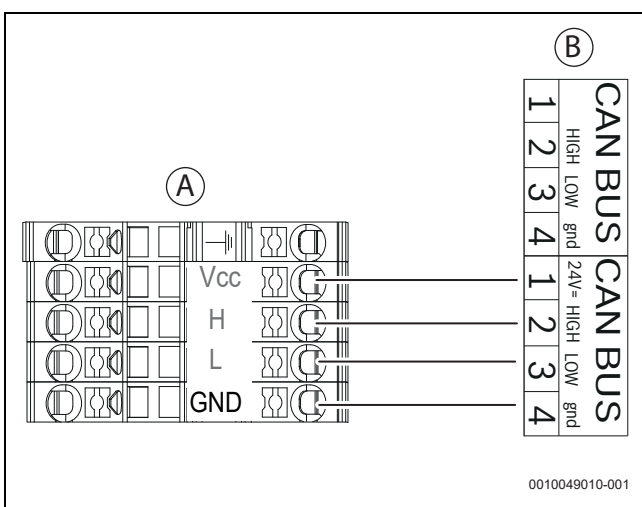 B
A
Vcc
H
L
GND
CAN BUS
1 2 3 4
HIGH LOW gnd
CAN BUS
1 2 3 4
24V= HIGH LOW gnd
0010049010-001